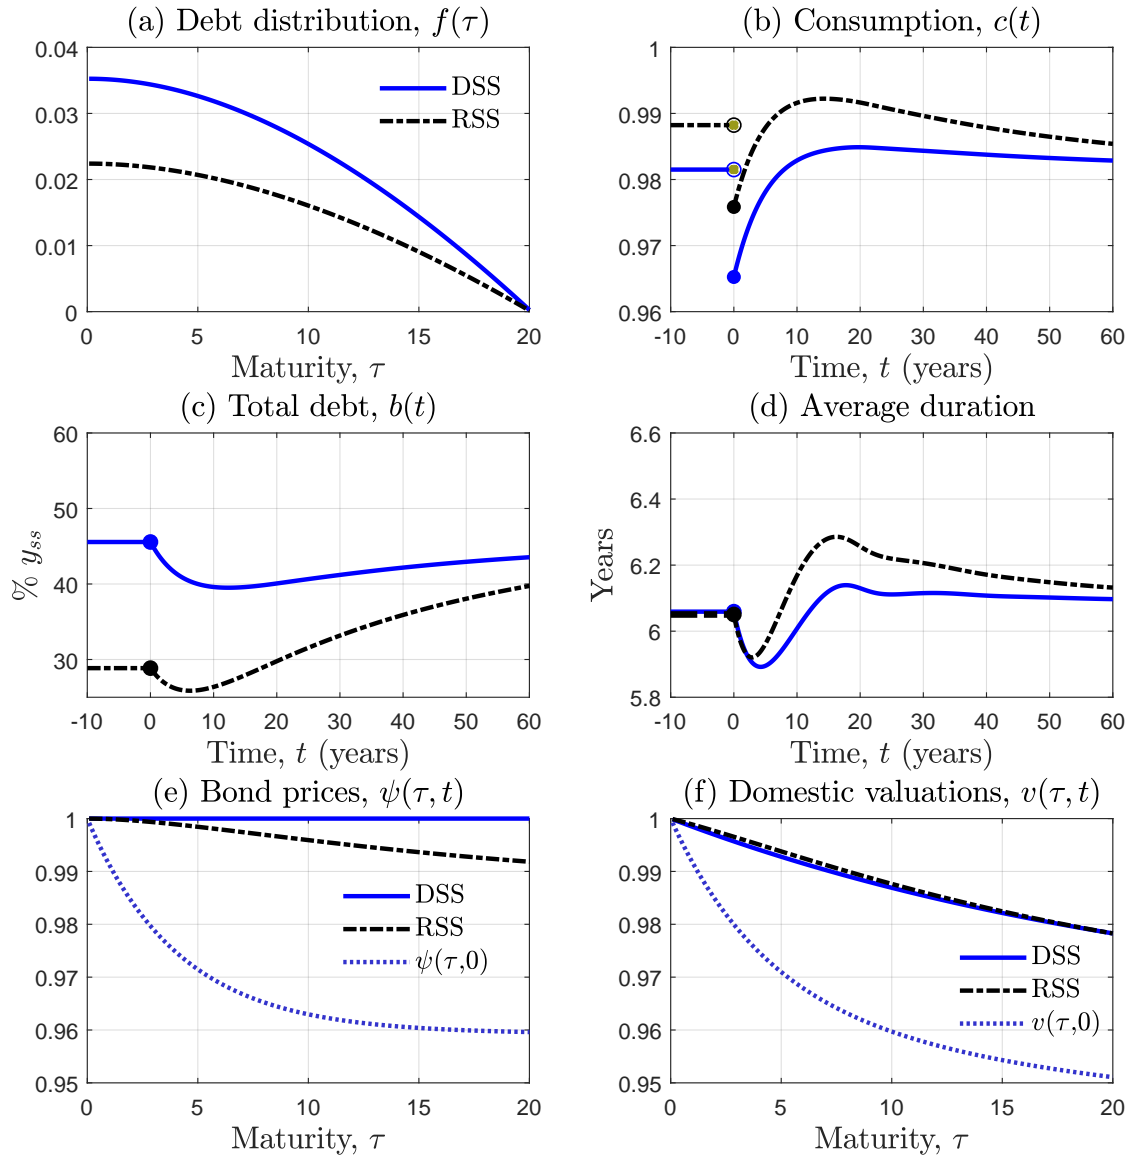 (a) Debt distribution, f(τ)
0.04
0.03
0.02
0.01
0
DSS
RSS
0 5 10 15 20
Maturity, τ
(b) Consumption, c(t)
1
0.99
0.98
0.97
0.96
-10 0 10 20 30 40 50 60
Time, t (years)
(c) Total debt, b(t)
% yss
60
50
40
30
-10 0 10 20 30 40 50 60
Time, t (years)
(d) Average duration
Years
6.6
6.4
6.2
6
5.8
-10 0 10 20 30 40 50 60
Time, t (years)
(e) Bond prices, ψ(τ, t)
1
0.99
0.98
0.97
0.96
0.95
DSS
RSS
ψ(τ,0)
0 5 10 15 20
Maturity, τ
(f) Domestic valuations, v(τ, t)
1
0.99
0.98
0.97
0.96
0.95
DSS
RSS
v(τ,0)
0 5 10 15 20
Maturity, τ